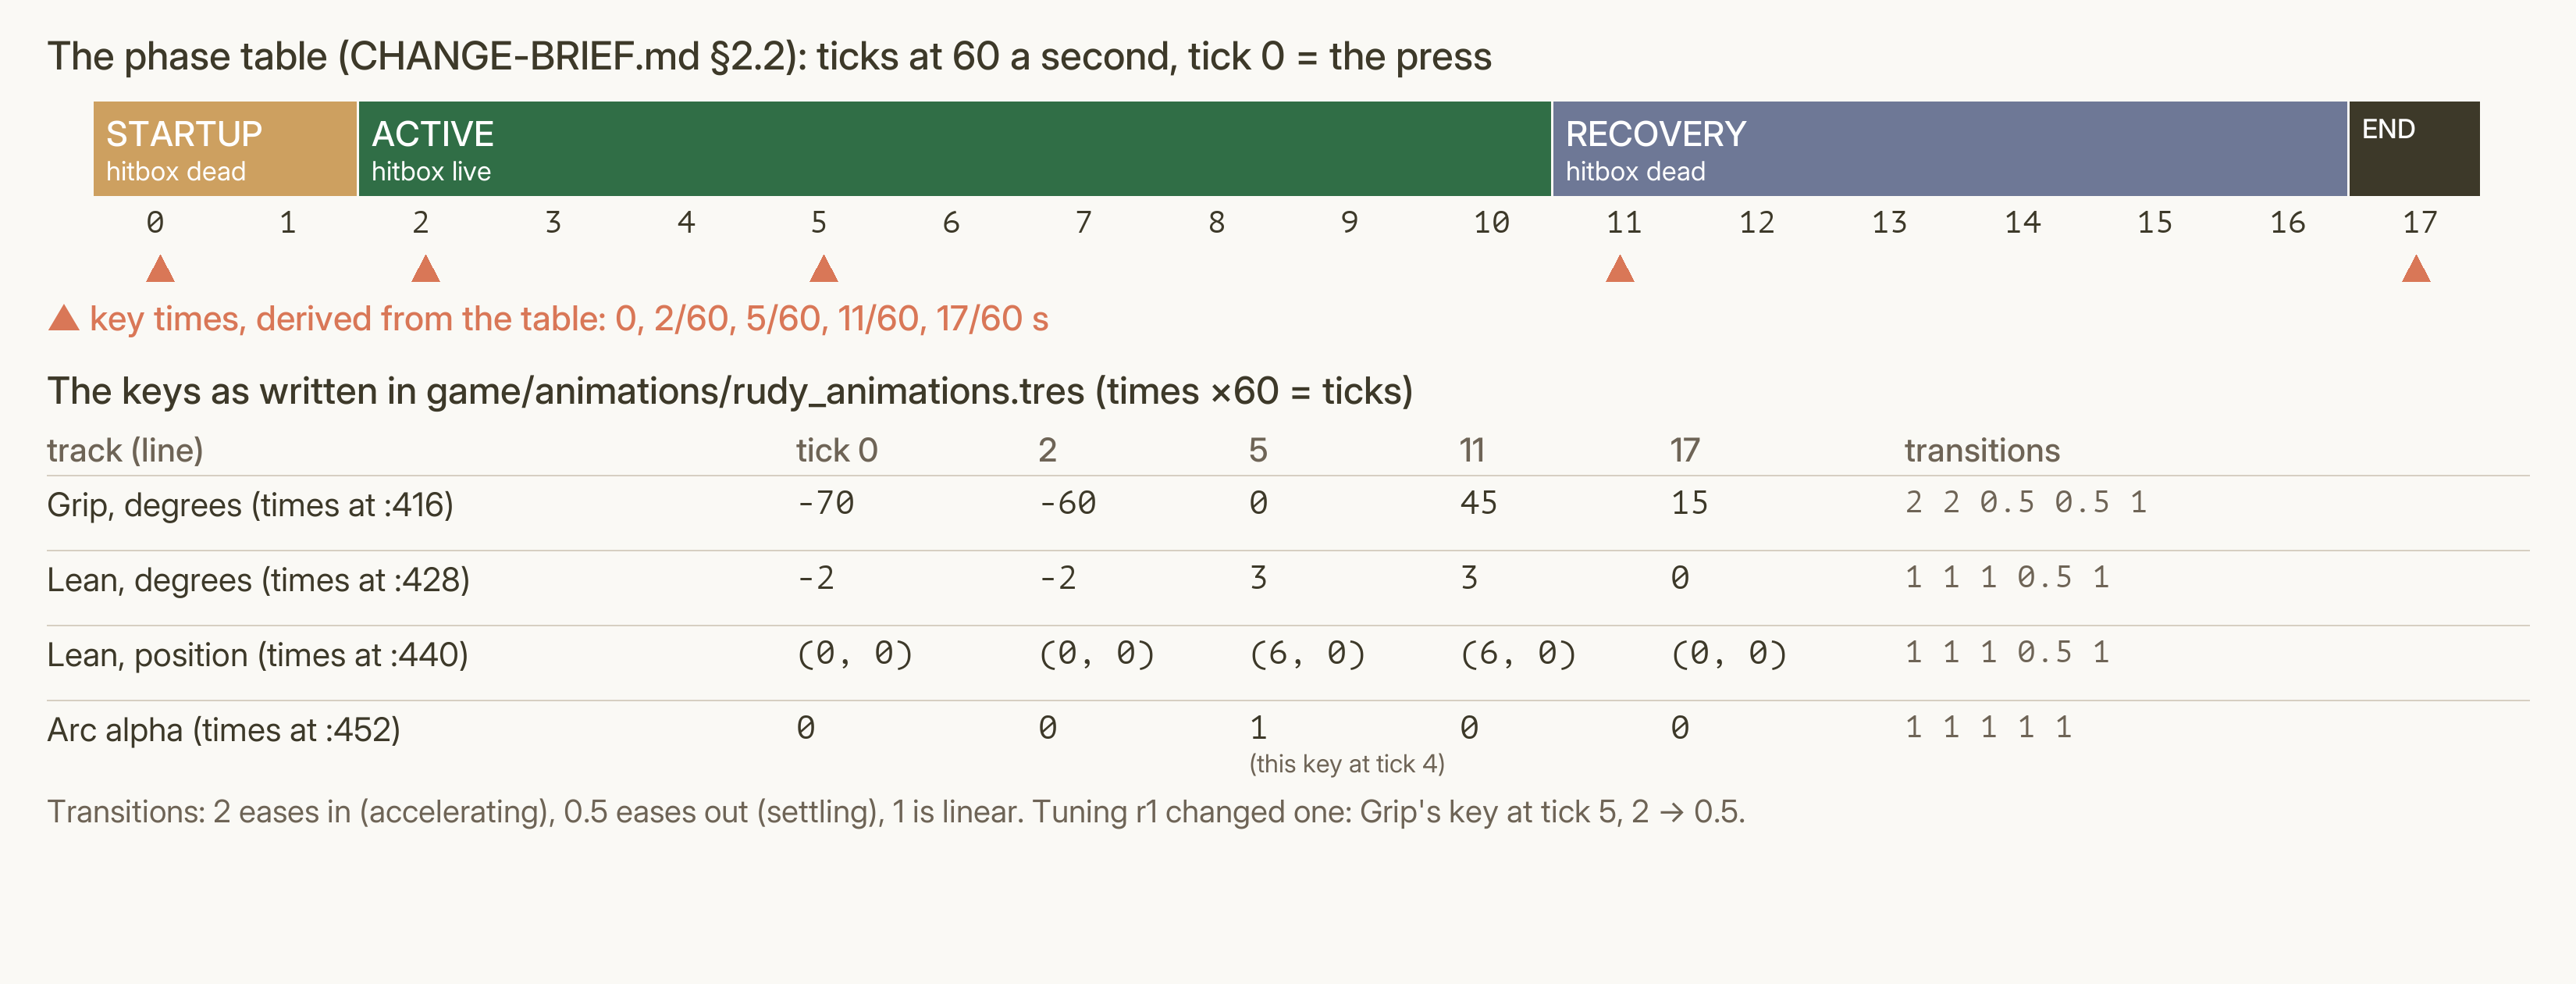 The phase table (CHANGE-BRIEF.md §2.2): ticks at 60 a second, tick 0 = the press
STARTUP ACTIVE RECOVERY END
hitbox dead hitbox live hitbox dead
0 1 2 3 4 5 6 7 8 9 10 11 12 13 14 15 16 17
▲ key times, derived from the table: 0, 2/60, 5/60, 11/60, 17/60 s
The keys as written in game/animations/rudy_animations.tres (times ×60 = ticks)
track (line) tick 0 2 5 11 17 transitions
Grip, degrees (times at :416) -70 -60 0 45 15 2 2 0.5 0.5 1
Lean, degrees (times at :428) -2 -2 3 3 0 1 1 1 0.5 1
Lean, position (times at :440) (0, 0) (0, 0) (6, 0) (6, 0) (0, 0) 1 1 1 0.5 1
Arc alpha (times at :452) 0 0 1 0 0 1 1 1 1 1
(this key at tick 4)
Transitions: 2 eases in (accelerating), 0.5 eases out (settling), 1 is linear. Tuning r1 changed one: Grip's key at tick 5, 2 → 0.5.